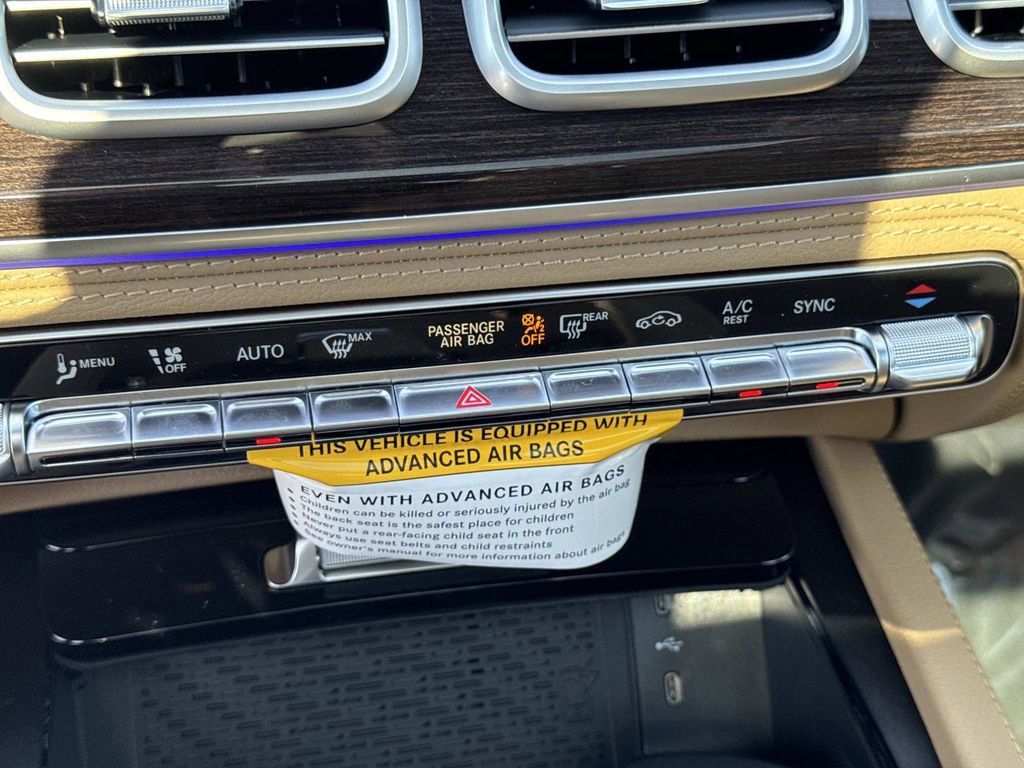 MENU
OFF
AUTO
MAX
PASSENGER
AIR BAG
2
OFF
REAR
A/C
REST
SYNC
THIS VEHICLE IS EQUIPPED WITH
ADVANCED AIR BAGS
EVEN WITH ADVANCED AIR BAGS
• Children can be killed or seriously injured by the air bag
• The back seat is the safest place for children
• Never put a rear-facing child seat in the front
• Always use seat belts and child restraints
• See owner's manual for more information about air bags